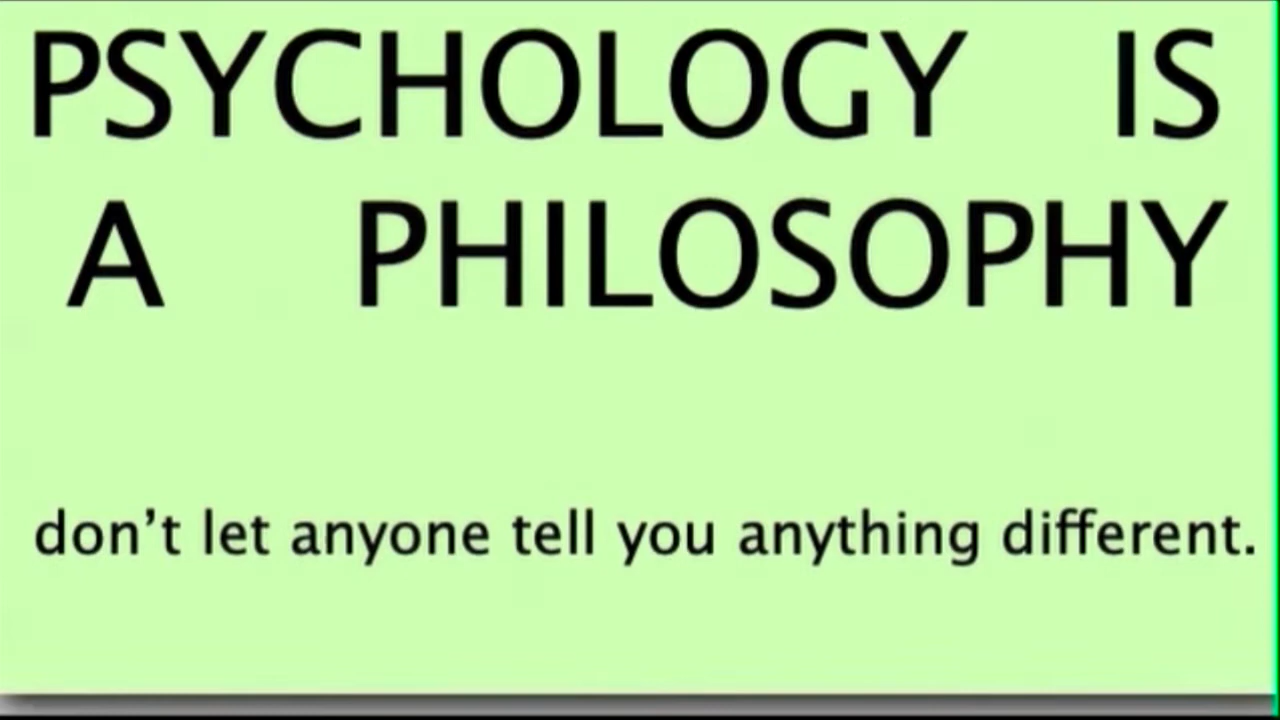 PSYCHOLOGY IS
A PHILOSOPHY
don’t let anyone tell you anything different.